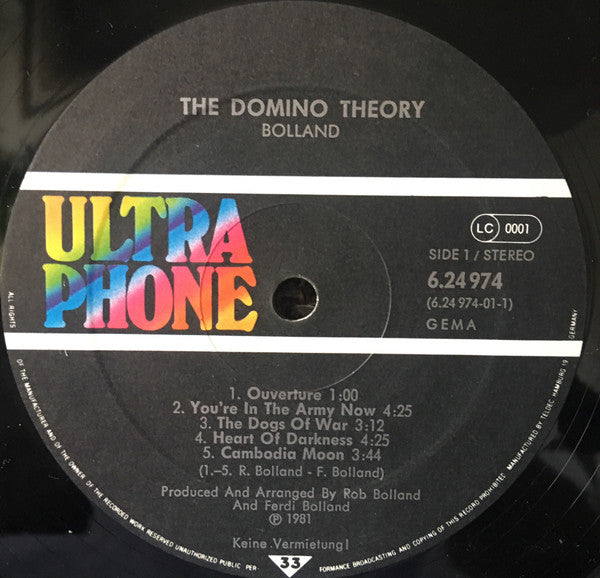 THE DOMINO THEORY
BOLLAND
ULTRA
PHONE
LC 0001
SIDE 1 / STEREO
6.24 974
(6.24 974-01-1)
GEMA
1. Ouverture 1:00
2. You're In The Army Now 4:25
3. The Dogs Of War 3:12
4. Heart Of Darkness 4:25
5. Cambodia Moon 3:44
(1.–5. R. Bolland - F. Bolland)
Produced And Arranged By Rob Bolland
And Ferdi Bolland
℗ 1981
Keine Vermietung!
33
ALL RIGHTS OF THE MANUFACTURER AND OF THE OWNER OF THE RECORDED WORK RESERVED UNAUTHORIZED PUBLIC PERFORMANCE BROADCASTING AND COPYING OF THIS RECORD PROHIBITED
MANUFACTURED BY TELDEC HAMBURG 19 GERMANY